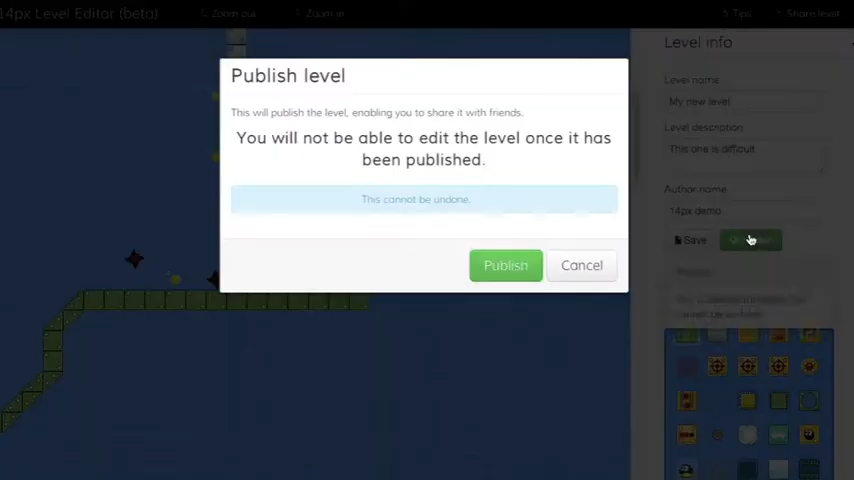 14px Level Editor (beta)
Zoom out
Zoom in
Tips
Share level
Level info
Level name
My new level
Level description
This one is difficult
Author name
14px demo
Save
Publish level
This will publish the level, enabling you to share it with friends.
You will not be able to edit the level once it has
been published.
This cannot be undone.
Publish
Cancel